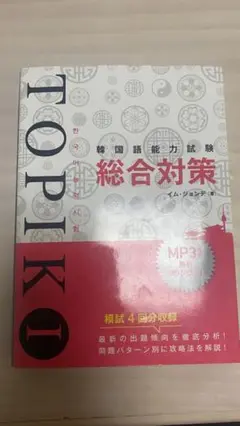 TOPIK I
韓国語能力試験
総合対策
イム・ジョンデ 著
MP3
模試4回分収録
最新の出題傾向を徹底分析！
問題パターン別に攻略法を解説！